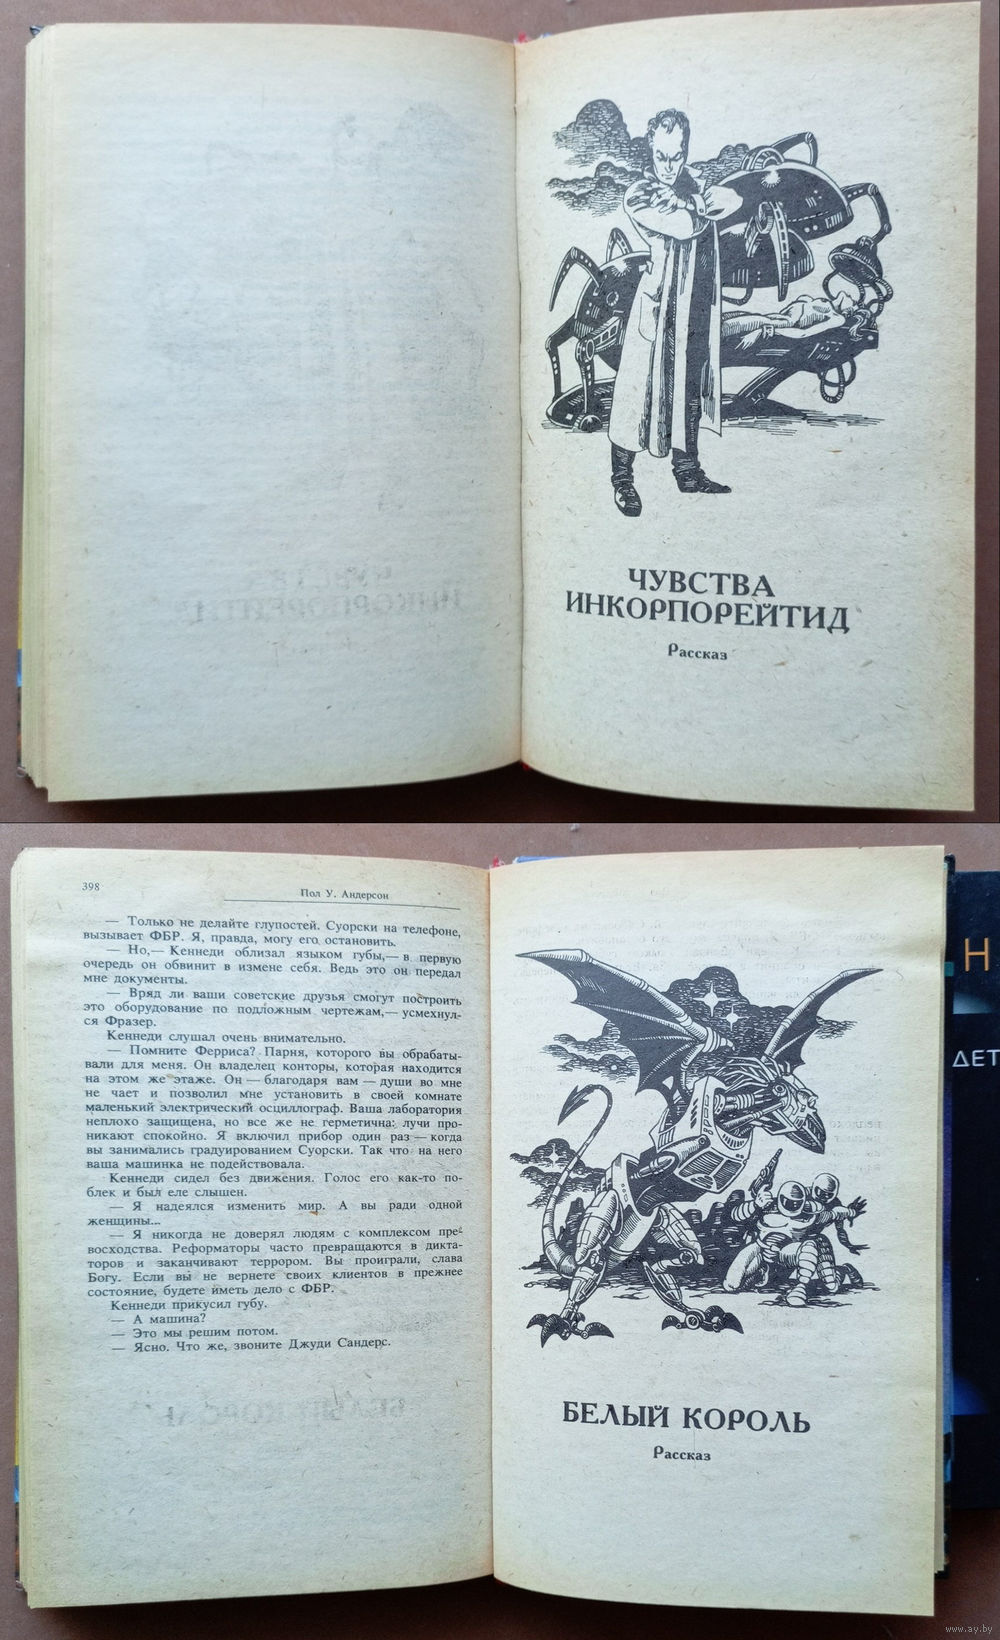 ЧУВСТВА
ИНКОРПОРЕЙТИД
Рассказ
398
Пол У. Андерсон
— Только не делайте глупостей. Суорски на телефоне,
вызывает ФБР. Я, правда, могу его остановить.
— Но,— Кеннеди облизал языком губы,— в первую
очередь он обвинит в измене себя. Ведь это он передал
мне документы.
— Вряд ли ваши советские друзья смогут построить
это оборудование по подложным чертежам,— усмехнул-
ся Фразер.
Кеннеди слушал очень внимательно.
— Помните Ферриса? Парня, которого вы обрабаты-
вали для меня. Он владелец конторы, которая находится
на этом же этаже. Он — благодаря вам — души во мне
не чает и позволил мне установить в своей комнате
маленький электрический осциллограф. Ваша лаборатория
неплохо защищена, но все же не герметична: лучи про-
никают спокойно. Я включил прибор один раз — когда
вы занимались градуированием Суорски. Так что на него
ваша машинка не подействовала.
Кеннеди сидел без движения. Голос его как-то по-
блек и был еле слышен.
— Я надеялся изменить мир. А вы ради одной
женщины...
— Я никогда не доверял людям с комплексом пре-
восходства. Реформаторы часто превращаются в дикта-
торов и заканчивают террором. Вы проиграли, слава
Богу. Если вы не вернете своих клиентов в прежнее
состояние, будете иметь дело с ФБР.
Кеннеди прикусил губу.
— А машина?
— Это мы решим потом.
— Ясно. Что же, звоните Джуди Сандерс.
БЕЛЫЙ КОРОЛЬ
Рассказ
Н
ДЕТ
www.ay.by